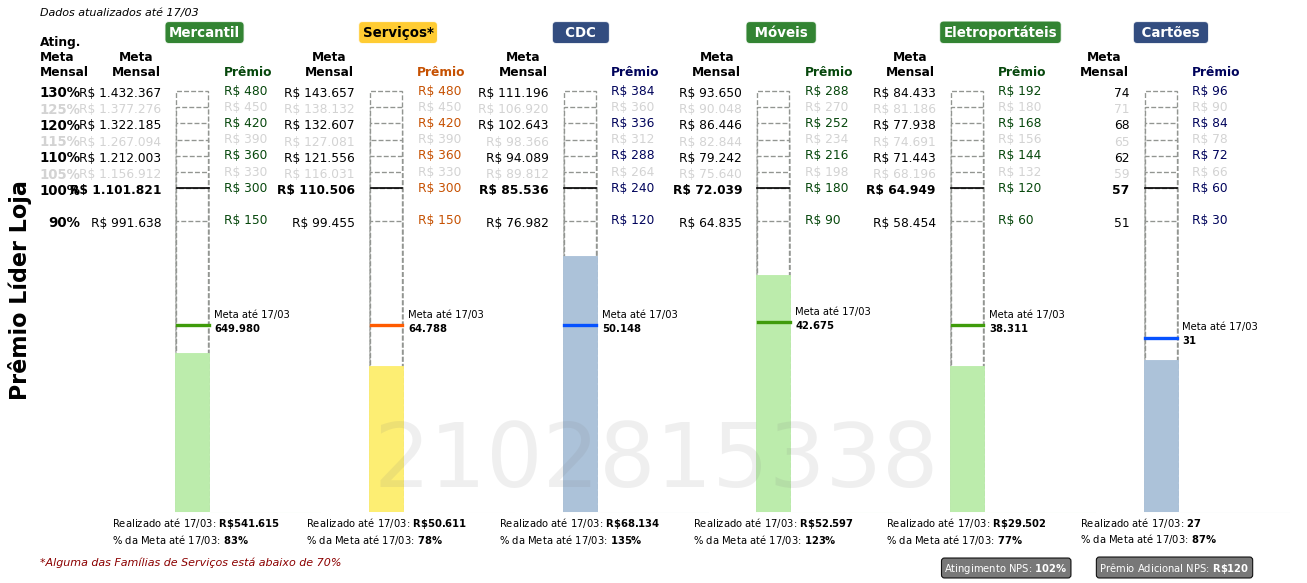 Dados atualizados até 17/03
Mercantil Serviços* CDC Móveis Eletroportáteis Cartões
Ating. Meta Mensal Meta Mensal Prêmio Meta Mensal Prêmio Meta Mensal Prêmio Meta Mensal Prêmio Meta Mensal Prêmio Meta Mensal Prêmio
130% R$ 1.432.367 R$ 480 R$ 143.657 R$ 480 R$ 111.196 R$ 384 R$ 93.650 R$ 288 R$ 84.433 R$ 192 74 R$ 96
125% R$ 1.377.276 R$ 450 R$ 138.132 R$ 450 R$ 106.920 R$ 360 R$ 90.048 R$ 270 R$ 81.186 R$ 180 71 R$ 90
120% R$ 1.322.185 R$ 420 R$ 132.607 R$ 420 R$ 102.643 R$ 336 R$ 86.446 R$ 252 R$ 77.938 R$ 168 68 R$ 84
115% R$ 1.267.094 R$ 390 R$ 127.081 R$ 390 R$ 98.366 R$ 312 R$ 82.844 R$ 234 R$ 74.691 R$ 156 65 R$ 78
110% R$ 1.212.003 R$ 360 R$ 121.556 R$ 360 R$ 94.089 R$ 288 R$ 79.242 R$ 216 R$ 71.443 R$ 144 62 R$ 72
105% R$ 1.156.912 R$ 330 R$ 116.031 R$ 330 R$ 89.812 R$ 264 R$ 75.640 R$ 198 R$ 68.196 R$ 132 59 R$ 66
100% R$ 1.101.821 R$ 300 R$ 110.506 R$ 300 R$ 85.536 R$ 240 R$ 72.039 R$ 180 R$ 64.949 R$ 120 57 R$ 60
90% R$ 991.638 R$ 150 R$ 99.455 R$ 150 R$ 76.982 R$ 120 R$ 64.835 R$ 90 R$ 58.454 R$ 60 51 R$ 30
Prêmio Líder Loja
Meta até 17/03 Meta até 17/03 Meta até 17/03 Meta até 17/03 Meta até 17/03 Meta até 17/03
649.980 64.788 50.148 42.675 38.311 31
2102815338
Realizado até 17/03: R$541.615 Realizado até 17/03: R$50.611 Realizado até 17/03: R$68.134 Realizado até 17/03: R$52.597 Realizado até 17/03: R$29.502 Realizado até 17/03: 27
% da Meta até 17/03: 83% % da Meta até 17/03: 78% % da Meta até 17/03: 135% % da Meta até 17/03: 123% % da Meta até 17/03: 77% % da Meta até 17/03: 87%
*Alguma das Famílias de Serviços está abaixo de 70%
Atingimento NPS: 102% Prêmio Adicional NPS: R$120